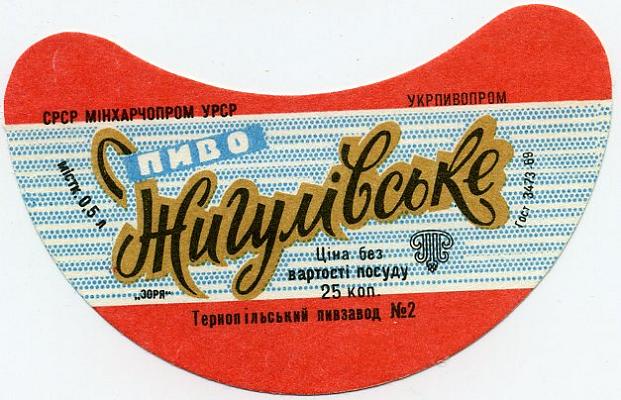 СРСР МІНХАРЧОПРОМ УРСР
УКРПИВОПРОМ
ПИВО
Жигулівське
містк 0,5 л.
Гост 3473-69
Ціна без
вартості посуду
25 коп.
„ЗОРЯ“
Тернопільський пивзавод №2